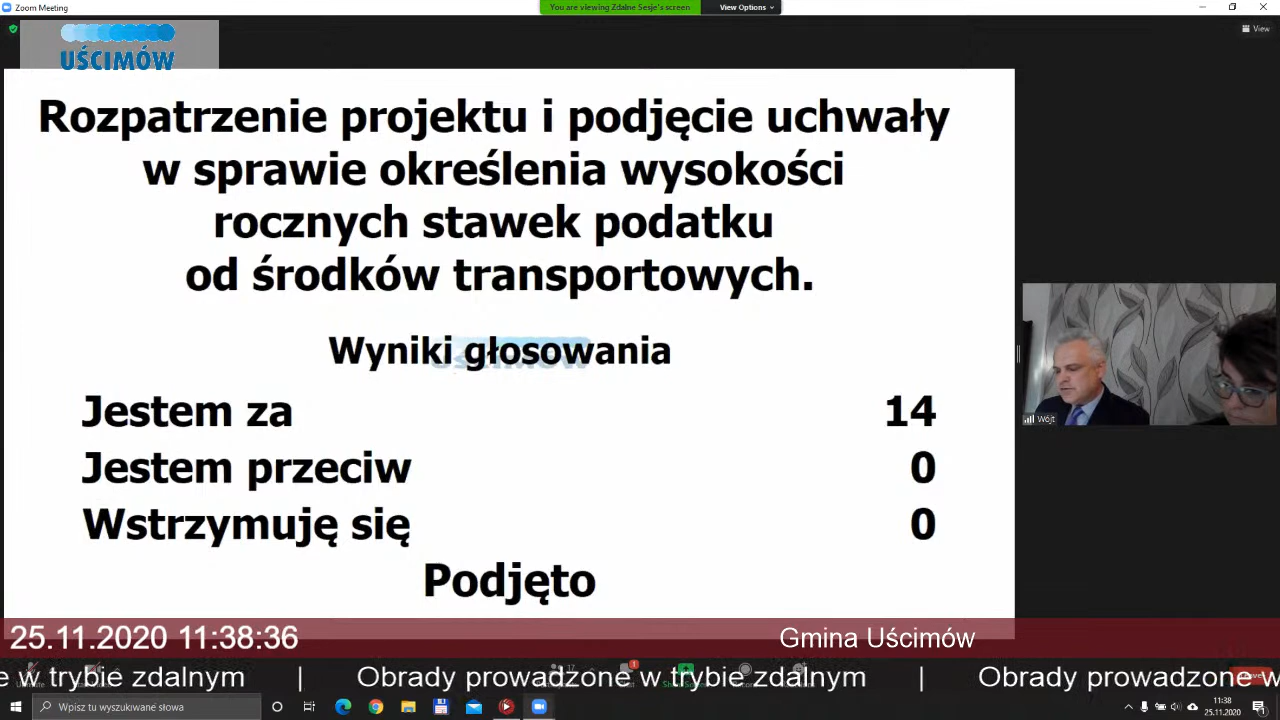 Zoom Meeting
You are viewing Zdalne Sesje's screen
View Options
View
UŚCIMÓW
Rozpatrzenie projektu i podjęcie uchwały
w sprawie określenia wysokości
rocznych stawek podatku
od środków transportowych.
Wyniki głosowania
Jestem za 14
Jestem przeciw 0
Wstrzymuję się 0
Podjęto
Wójt
25.11.2020 11:38:36 Gmina Uściмów
e w trybie zdalnym | Obrady prowadzone w trybie zdalnym | Obrady prowadzone w
Wpisz tu wyszukiwane słowa
11:38
25.11.2020